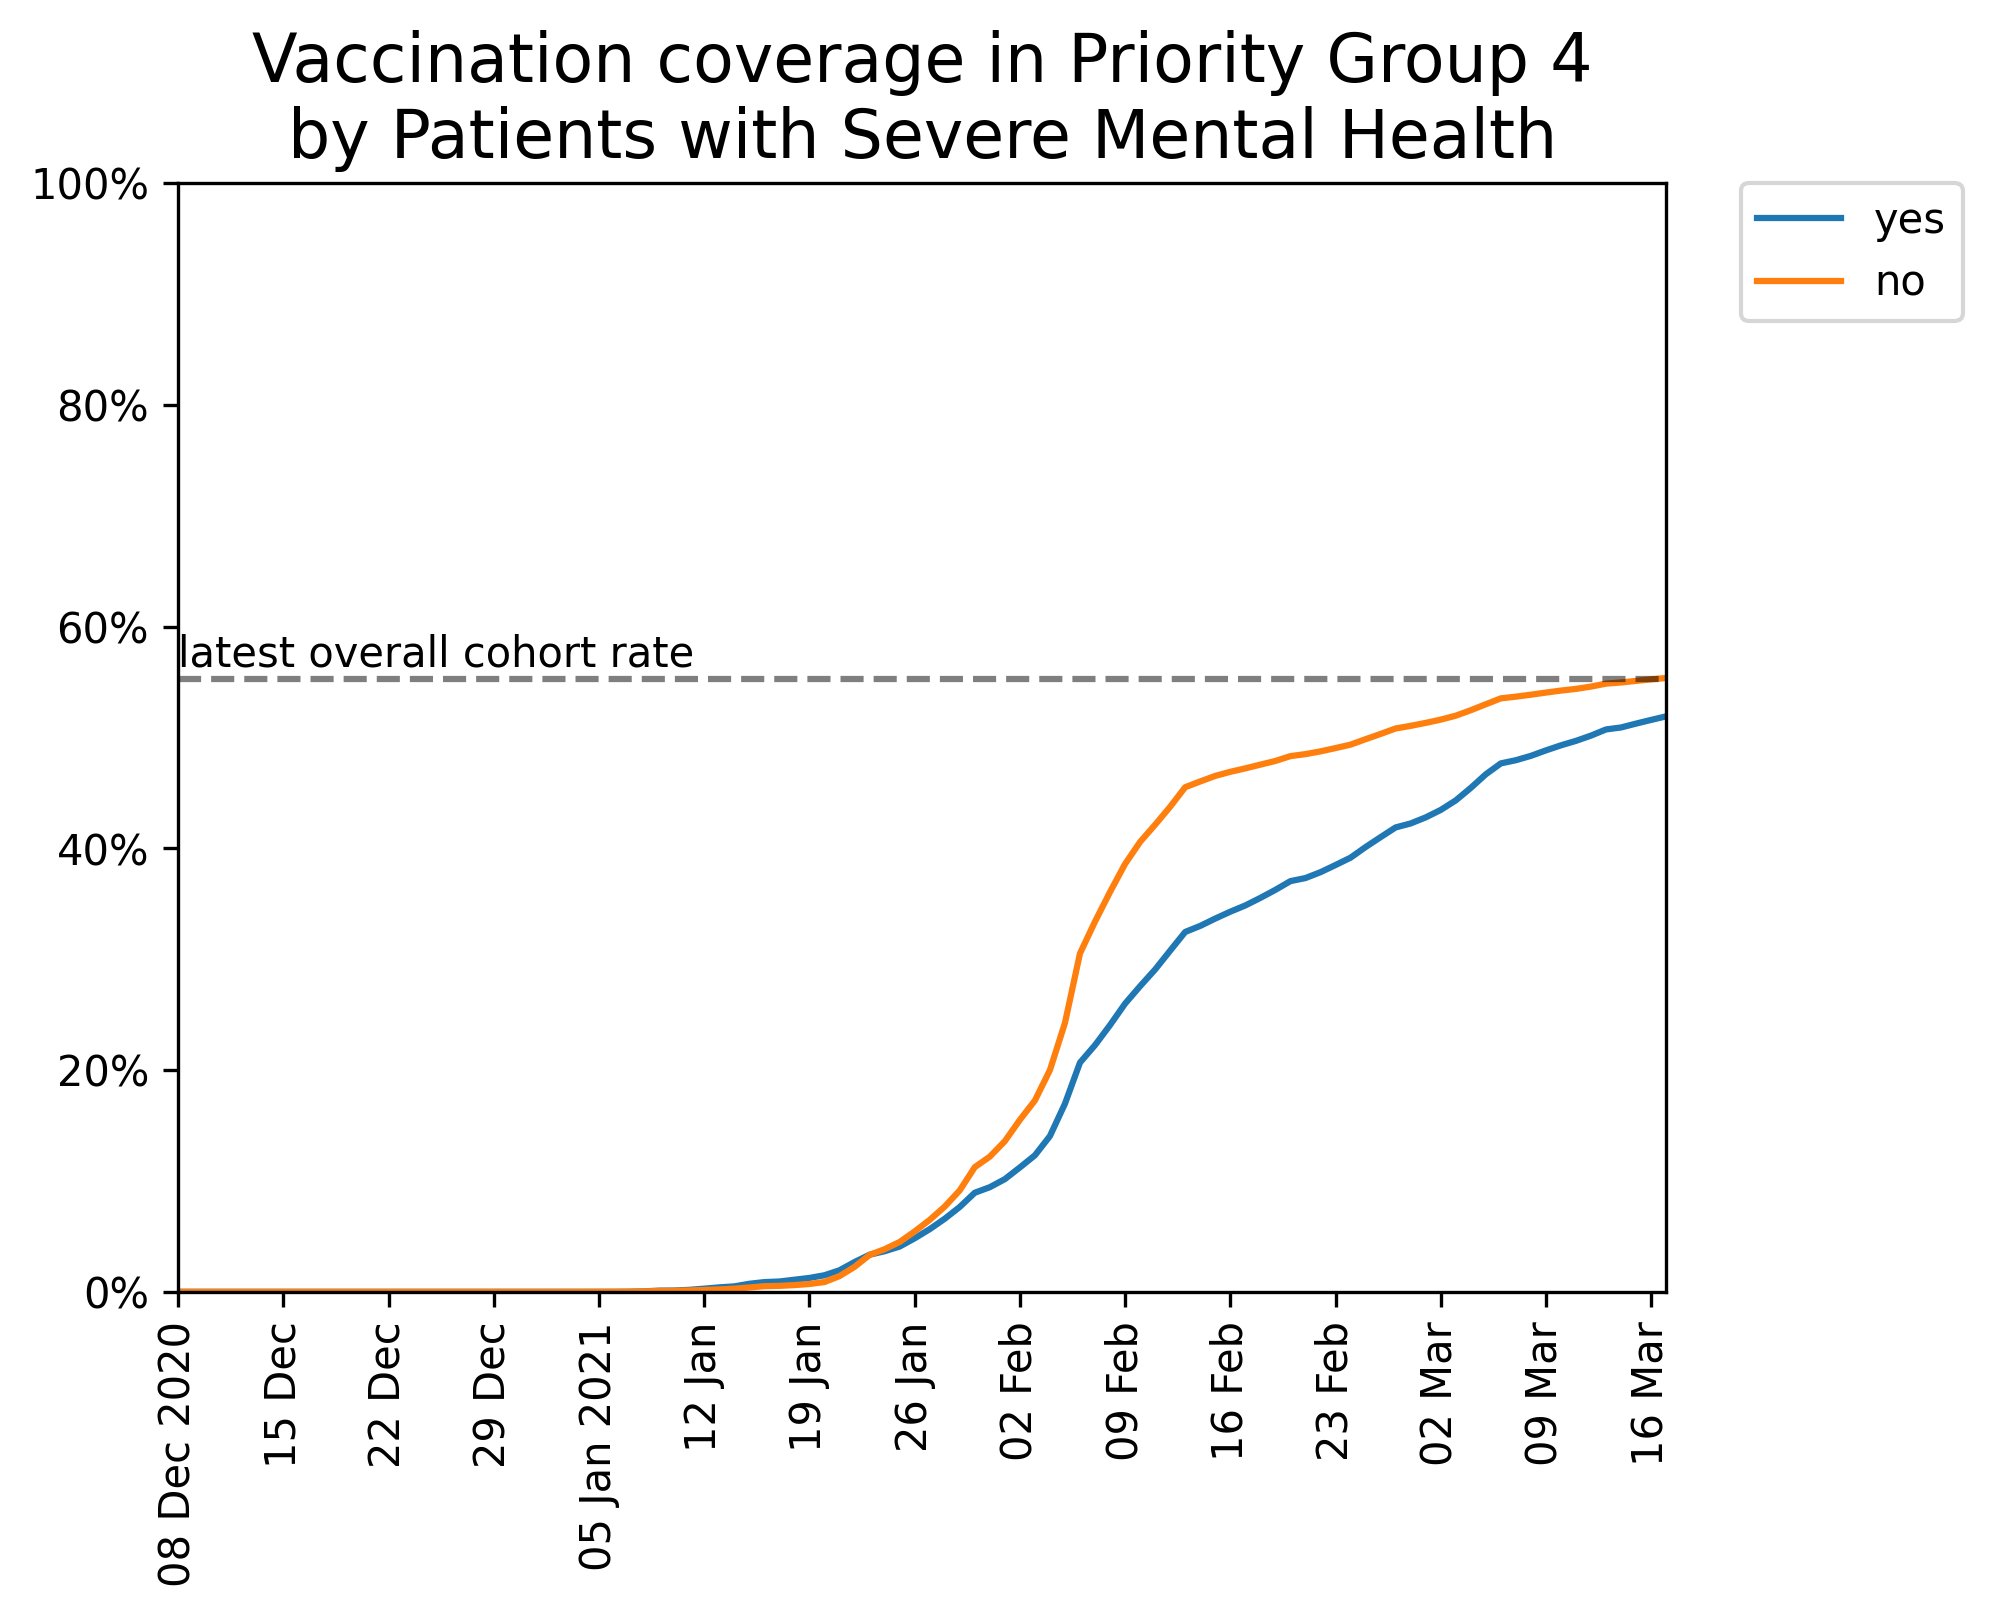 Vaccination coverage in Priority Group 4
by Patients with Severe Mental Health
100%
80%
60%
40%
20%
0%
latest overall cohort rate
yes
no
08 Dec 2020
15 Dec
22 Dec
29 Dec
05 Jan 2021
12 Jan
19 Jan
26 Jan
02 Feb
09 Feb
16 Feb
23 Feb
02 Mar
09 Mar
16 Mar